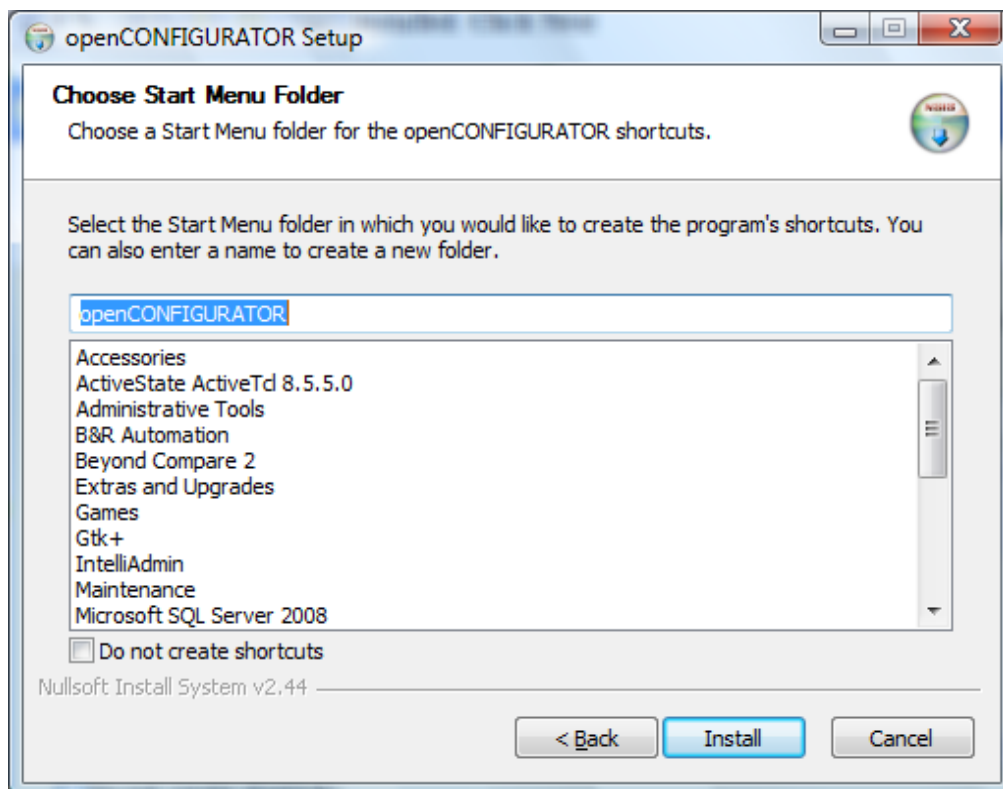 openCONFIGURATOR Setup
Choose Start Menu Folder
Choose a Start Menu folder for the openCONFIGURATOR shortcuts.
Select the Start Menu folder in which you would like to create the program's shortcuts. You
can also enter a name to create a new folder.
openCONFIGURATOR
Accessories
ActiveState ActiveTcl 8.5.5.0
Administrative Tools
B&R Automation
Beyond Compare 2
Extras and Upgrades
Games
Gtk+
IntelliAdmin
Maintenance
Microsoft SQL Server 2008
Do not create shortcuts
Nullsoft Install System v2.44
< Back
Install
Cancel